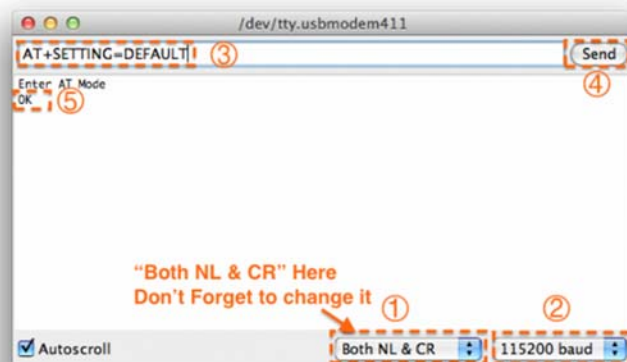 /dev/tty.usbmodem411
AT+SETTING=DEFAULT ③ Send
④
Enter AT Mode
OK ⑤
“Both NL & CR” Here
Don’t Forget to change it ① ②
Autoscroll Both NL & CR 115200 baud